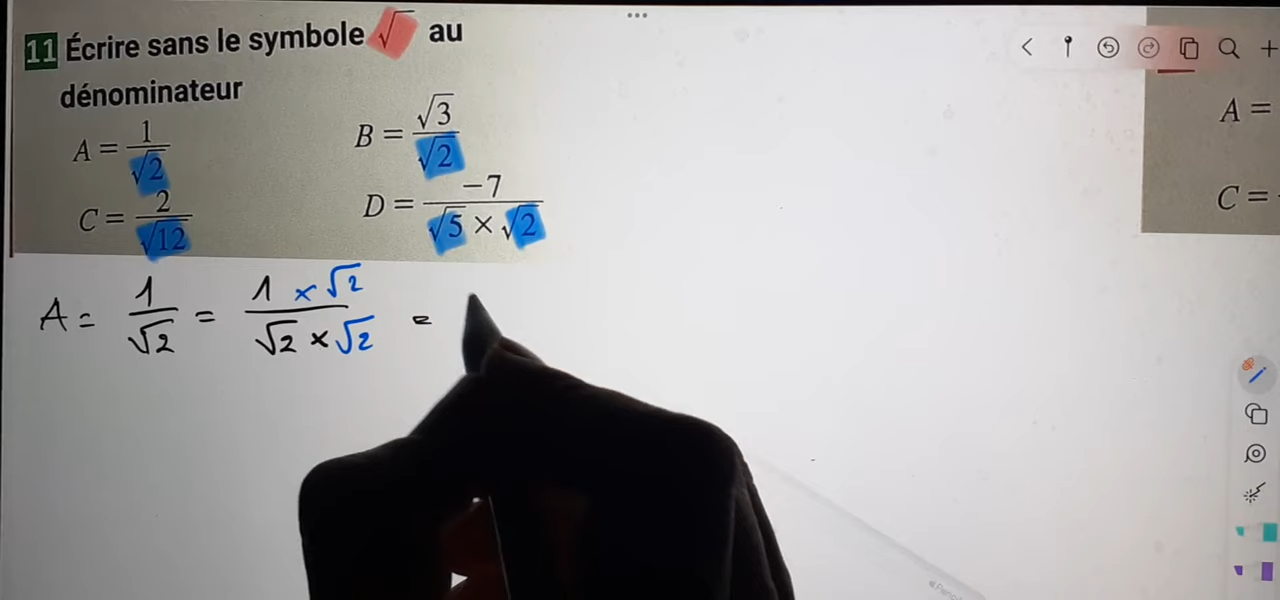 11 Écrire sans le symbole √ au
dénominateur
A = 1/√2
B = √3/√2
C = 2/√12
D = -7/(√5 × √2)
A =
C =
A = 1/√2 = (1 × √2)/(√2 × √2) =